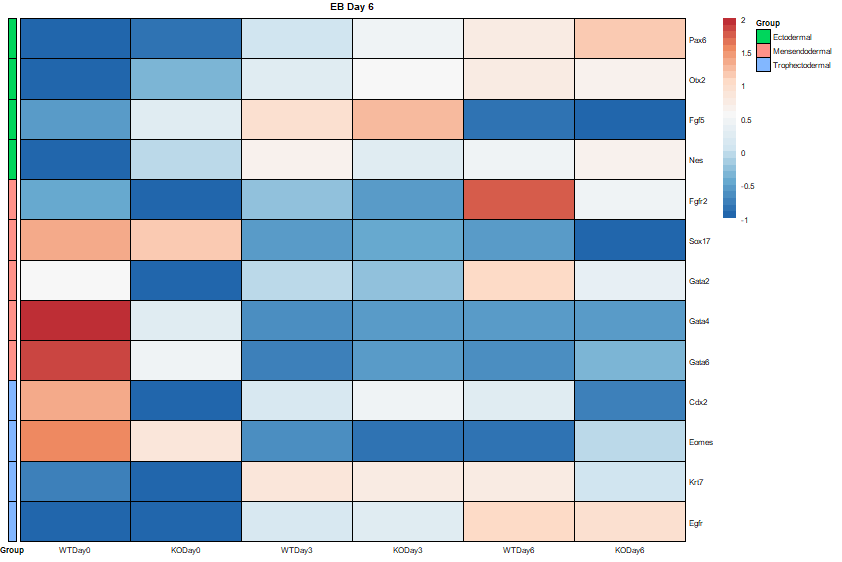 EB Day 6
Pax6
Otx2
Fgf5
Nes
Fgfr2
Sox17
Gata2
Gata4
Gata6
Cdx2
Eomes
Krt7
Egfr
Group
WTDay0
KODay0
WTDay3
KODay3
WTDay6
KODay6
2
1.5
1
0.5
0
-0.5
-1
Group
Ectodermal
Mensendodermal
Trophectodermal